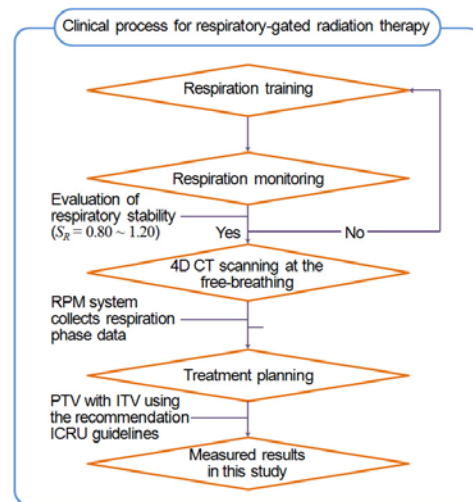 Clinical process for respiratory-gated radiation therapy
Respiration training
Respiration monitoring
Evaluation of
respiratory stability
(S_R = 0.80 ~ 1.20)
Yes
No
4D CT scanning at the
free-breathing
RPM system
collects respiration
phase data
Treatment planning
PTV with ITV using
the recommendation
ICRU guidelines
Measured results
in this study